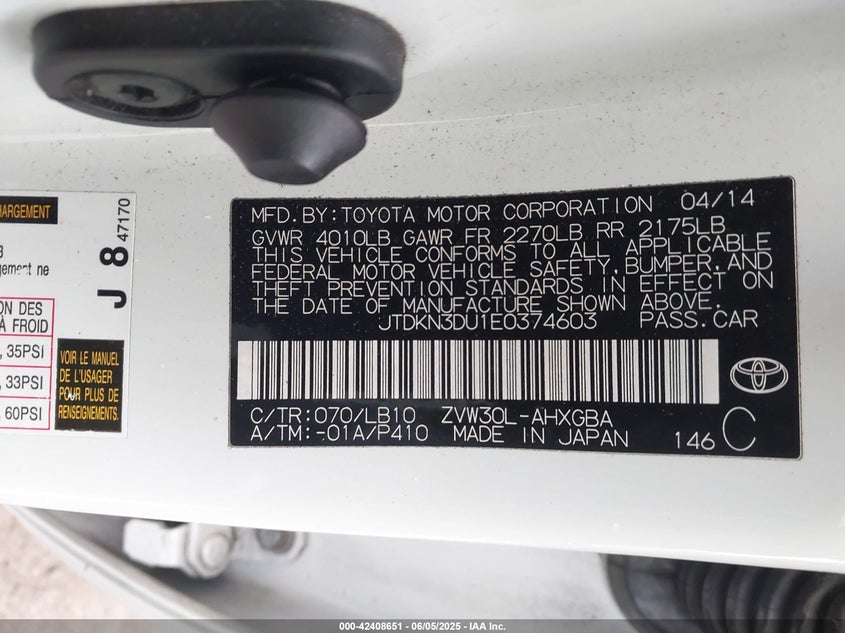 HARGEMENT
gement ne
J 8 47170
ON DES
À FROID
, 35PSI
, 33PSI
, 60PSI
VOIR LE MANUEL
DE L'USAGER
POUR PLUS DE
RENSEIGNEMENTS.
MFD.BY:TOYOTA MOTOR CORPORATION 04/14
GVWR 4010LB GAWR FR 2270LB RR 2175LB
THIS VEHICLE CONFORMS TO ALL APPLICABLE
FEDERAL MOTOR VEHICLE SAFETY,BUMPER,AND
THEFT PREVENTION STANDARDS IN EFFECT ON
THE DATE OF MANUFACTURE SHOWN ABOVE.
JTDKN3DU1E0374603 PASS.CAR
C/TR:070/LB10 ZVW30L-AHXGBA
A/TM:-01A/P410 MADE IN JAPAN 146 C
000-42408651 / 06/05/2025 - IAA Inc.